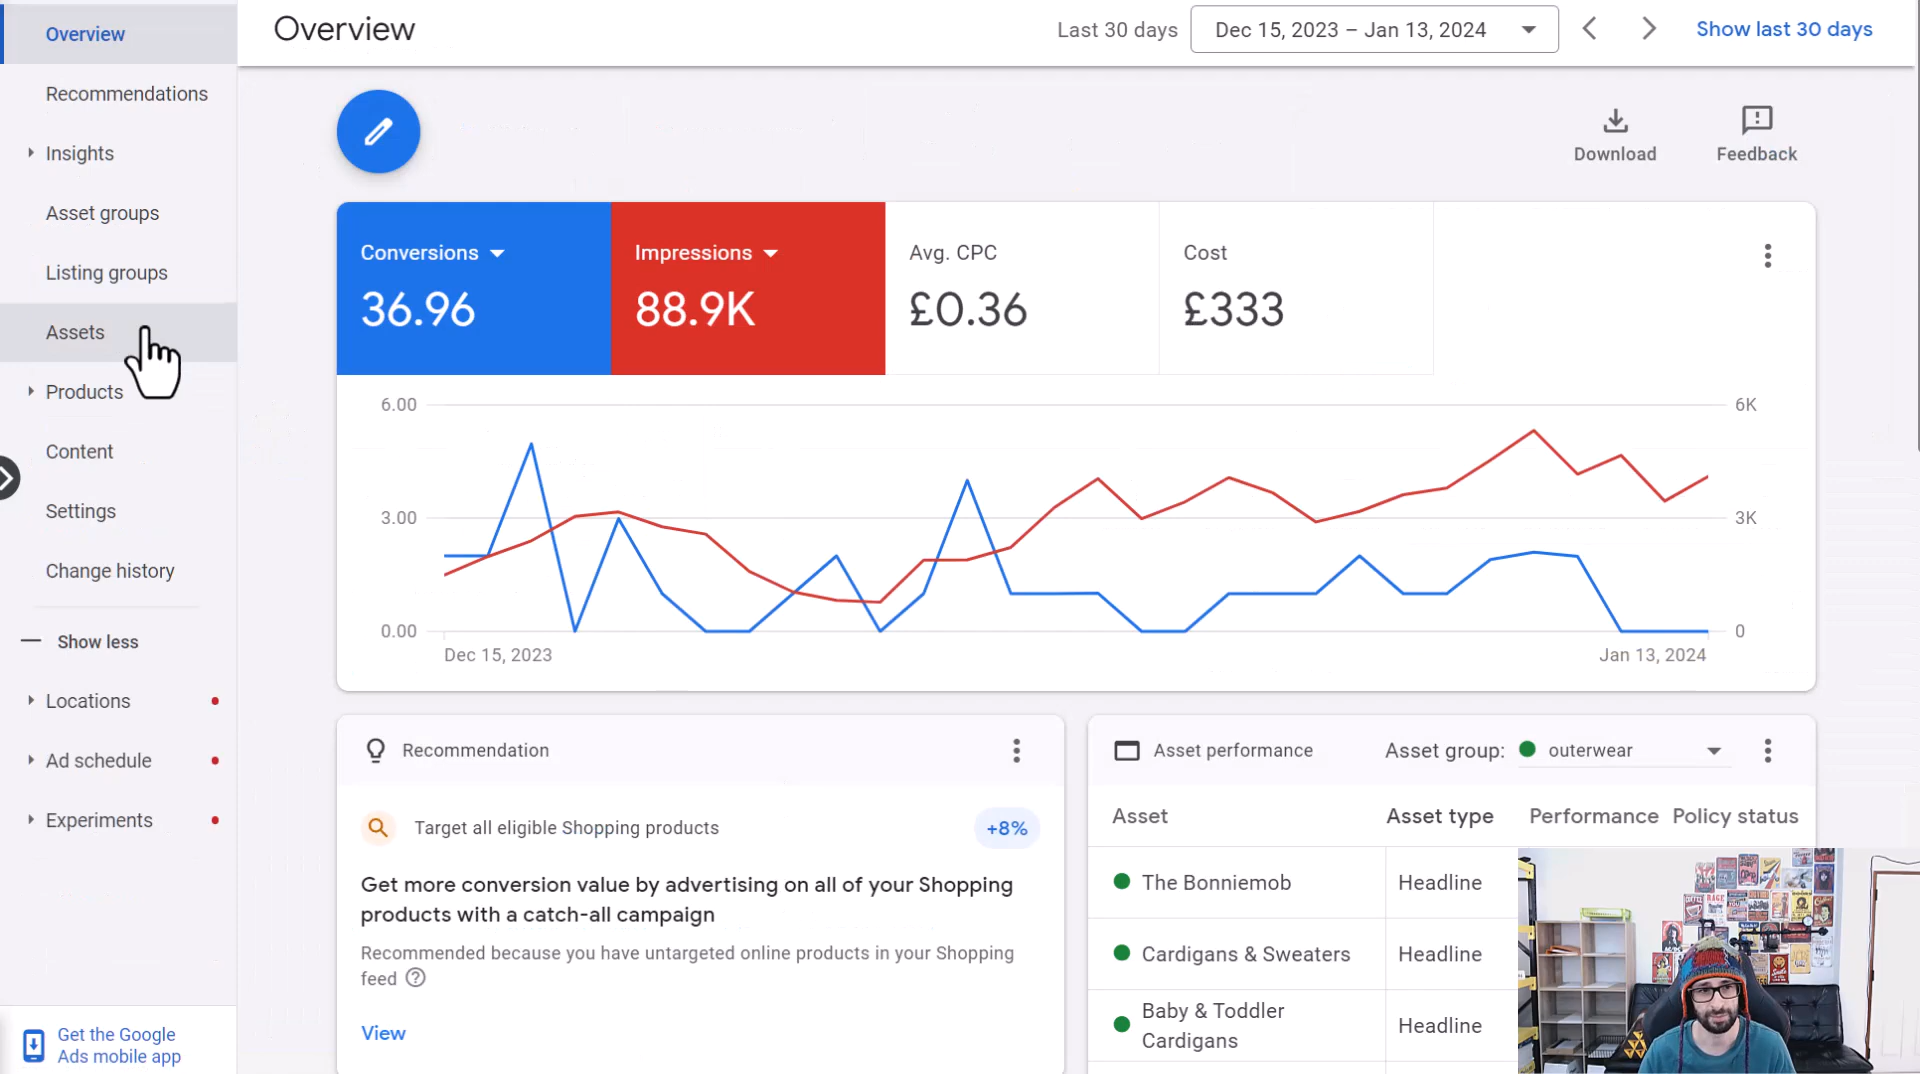 Overview
Recommendations
Insights
Asset groups
Listing groups
Assets
Products
Content
Settings
Change history
Show less
Locations
Ad schedule
Experiments
Get the Google
Ads mobile app
Overview
Last 30 days
Dec 15, 2023 – Jan 13, 2024
Show last 30 days
Download
Feedback
Conversions
36.96
Impressions
88.9K
Avg. CPC
£0.36
Cost
£333
6.00
3.00
0.00
6K
3K
0
Dec 15, 2023
Jan 13, 2024
Recommendation
Target all eligible Shopping products
+8%
Get more conversion value by advertising on all of your Shopping
products with a catch-all campaign
Recommended because you have untargeted online products in your Shopping
feed
View
Asset performance
Asset group:
outerwear
Asset
Asset type
Performance
Policy status
The Bonniemob
Headline
Cardigans & Sweaters
Headline
Baby & Toddler
Cardigans
Headline